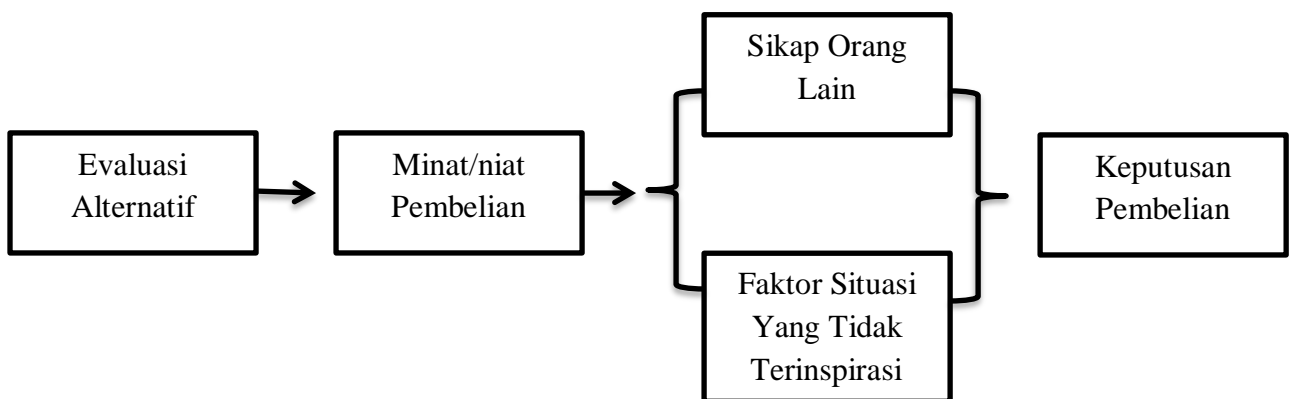 Evaluasi
Alternatif
Minat/niat
Pembelian
Sikap Orang
Lain
Faktor Situasi
Yang Tidak
Terinspirasi
Keputusan
Pembelian